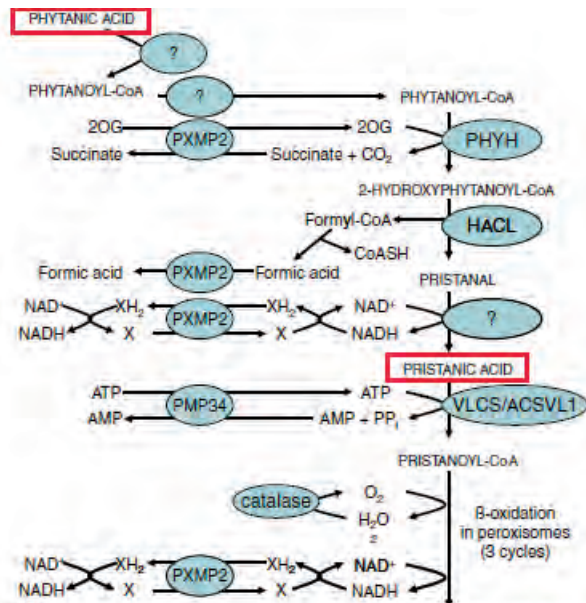 PHYTANIC ACID
?
PHYTANOYL-CoA
?
PHYTANOYL-CoA
2OG
2OG
PXMP2
PHYH
Succinate
Succinate + CO2
2-HYDROXYPHYTANOYL-CoA
Formyl-CoA
HACL
CoASH
Formic acid
PXMP2
Formic acid
PRISTANAL
NAD
XH2
XH2
NAD+
PXMP2
?
NADH
X
X
NADH
PRISTANIC ACID
ATP
ATP
PMP34
VLCS/ACSVL1
AMP
AMP + PPi
PRISTANOYL-CoA
O2
catalase
H2O
2
ß-oxidation
in peroxisomes
(3 cycles)
NAD+
XH2
XH2
NAD+
PXMP2
NADH
X
X
NADH